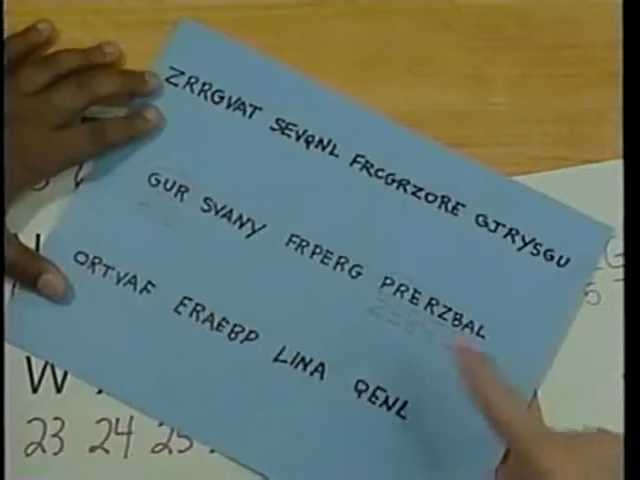 ZRRGVAT SEVQNL FRCGRZORE GJRYSGU
GUR SVANY FRPERG PRERZBAL
ORTVAF ERAEBP LINA QENL
W
23 24 25